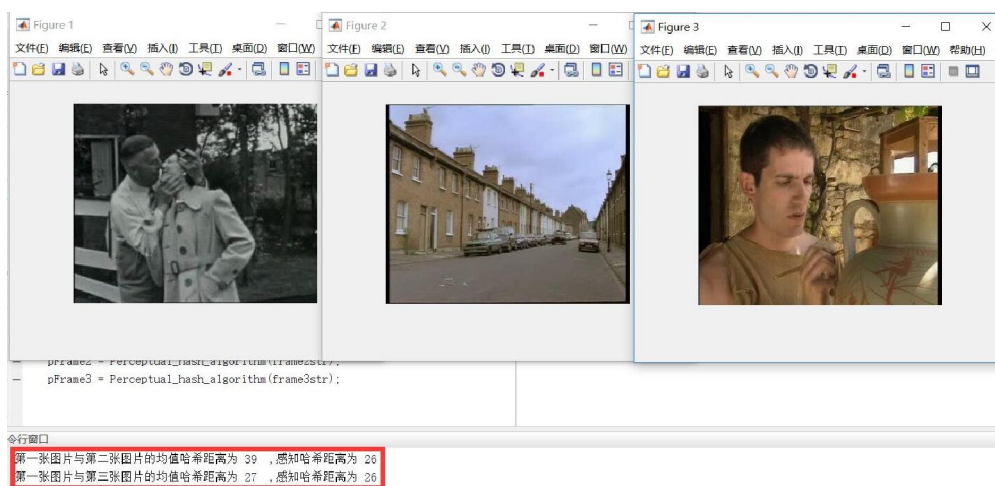 Figure 1
文件(F) 编辑(E) 查看(V) 插入(I) 工具(T) 桌面(D) 窗口(W)
Figure 2
文件(F) 编辑(E) 查看(V) 插入(I) 工具(T) 桌面(D) 窗口(W)
Figure 3
文件(F) 编辑(E) 查看(V) 插入(I) 工具(T) 桌面(D) 窗口(W) 帮助(H)
pFrame2 = Perceptual_hash_algorithm(frame2str);
pFrame3 = Perceptual_hash_algorithm(frame3str);
令行窗口
第一张图片与第二张图片的均值哈希距离为 39 ,感知哈希距离为 26
第一张图片与第三张图片的均值哈希距离为 27 ,感知哈希距离为 26